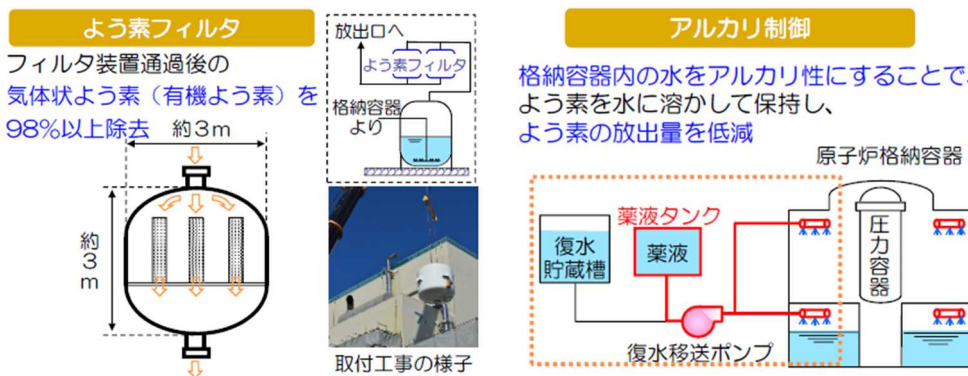 よう素フィルタ
フィルタ装置通過後の
気体状よう素(有機よう素)を
98%以上除去
約3m
約3m
放出口へ
よう素フィルタ
格納容器
より
取付工事の様子
アルカリ制御
格納容器内の水をアルカリ性にすることで、
よう素を水に溶かして保持し、
よう素の放出量を低減
原子炉格納容器
圧力容器
薬液タンク
薬液
復水
貯蔵槽
復水移送ポンプ